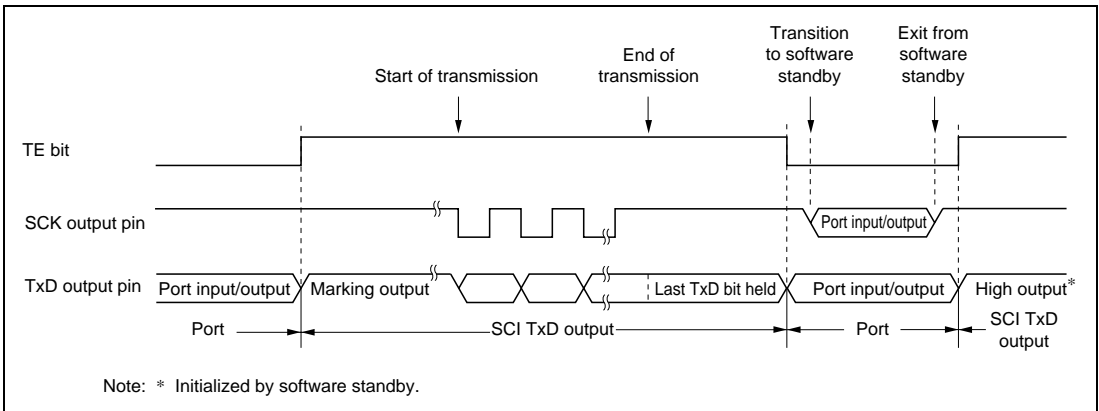 Start of transmission
End of
transmission
Transition
to software
standby
Exit from
software
standby
TE bit
SCK output pin
Port input/output
TxD output pin
Port input/output
Marking output
Last TxD bit held
Port input/output
High output*
Port
SCI TxD output
Port
SCI TxD
output
Note: * Initialized by software standby.